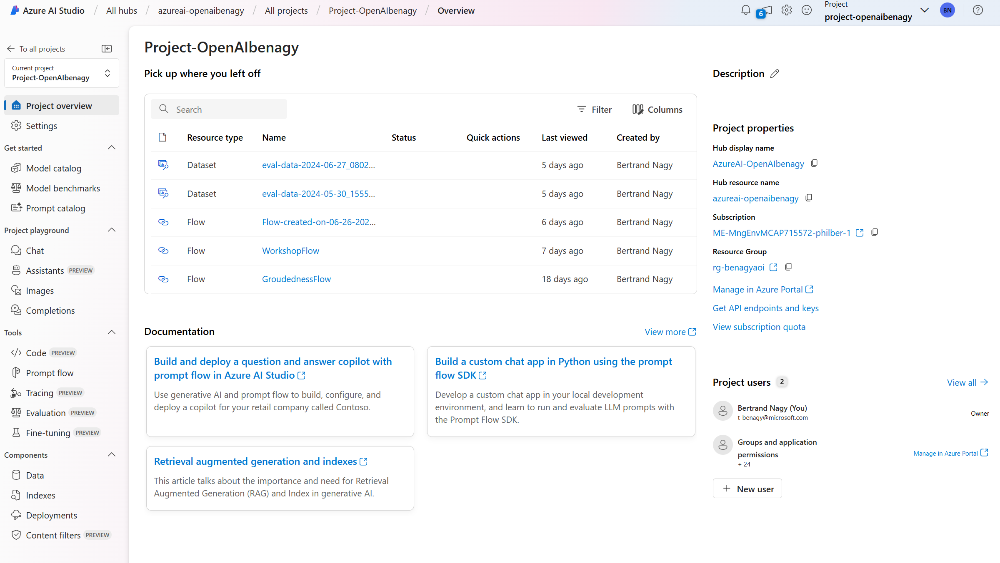 Azure AI Studio / All hubs / azureai-openaibenagy / All projects / Project-OpenAIbenagy / Overview
6
Project
project-openaibenagy
BN
To all projects
Current project
Project-OpenAIbenagy
Project overview
Settings
Get started
Model catalog
Model benchmarks
Prompt catalog
Project playground
Chat
Assistants PREVIEW
Images
Completions
Tools
Code PREVIEW
Prompt flow
Tracing PREVIEW
Evaluation PREVIEW
Fine-tuning PREVIEW
Components
Data
Indexes
Deployments
Content filters PREVIEW
Project-OpenAIbenagy
Pick up where you left off
Search
Filter
Columns
Resource type Name Status Quick actions Last viewed Created by
Dataset eval-data-2024-06-27_0802... 5 days ago Bertrand Nagy
Dataset eval-data-2024-05-30_1555... 5 days ago Bertrand Nagy
Flow Flow-created-on-06-26-202... 6 days ago Bertrand Nagy
Flow WorkshopFlow 7 days ago Bertrand Nagy
Flow GroudednessFlow 18 days ago Bertrand Nagy
Documentation
View more
Build and deploy a question and answer copilot with
prompt flow in Azure AI Studio
Use generative AI and prompt flow to build, configure, and
deploy a copilot for your retail company called Contoso.
Build a custom chat app in Python using the prompt
flow SDK
Develop a custom chat app in your local development
environment, and learn to run and evaluate LLM prompts with
the Prompt Flow SDK.
Retrieval augmented generation and indexes
This article talks about the importance and need for Retrieval
Augmented Generation (RAG) and Index in generative AI.
Description
Project properties
Hub display name
AzureAI-OpenAIbenagy
Hub resource name
azureai-openaibenagy
Subscription
ME-MngEnvMCAP715572-philber-1
Resource Group
rg-benagyaoi
Manage in Azure Portal
Get API endpoints and keys
View subscription quota
Project users 2
View all
Bertrand Nagy (You)
t-benagy@microsoft.com
Owner
Groups and application
permissions
+ 24
Manage in Azure Portal
New user